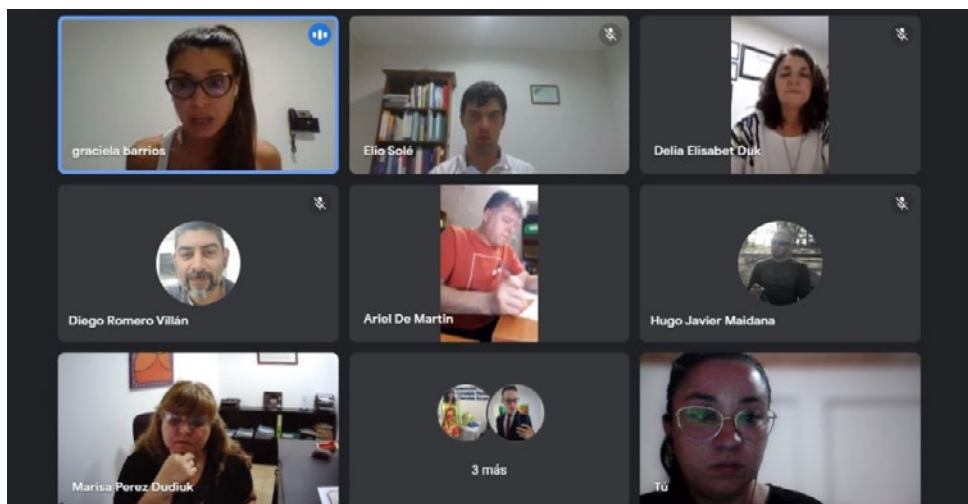 graciela barrios
Elio Solé
Delia Elisabet Duk
Diego Romero Villán
Ariel De Martin
Hugo Javier Maidana
Marisa Perez Dudiuk
3 más
Tú